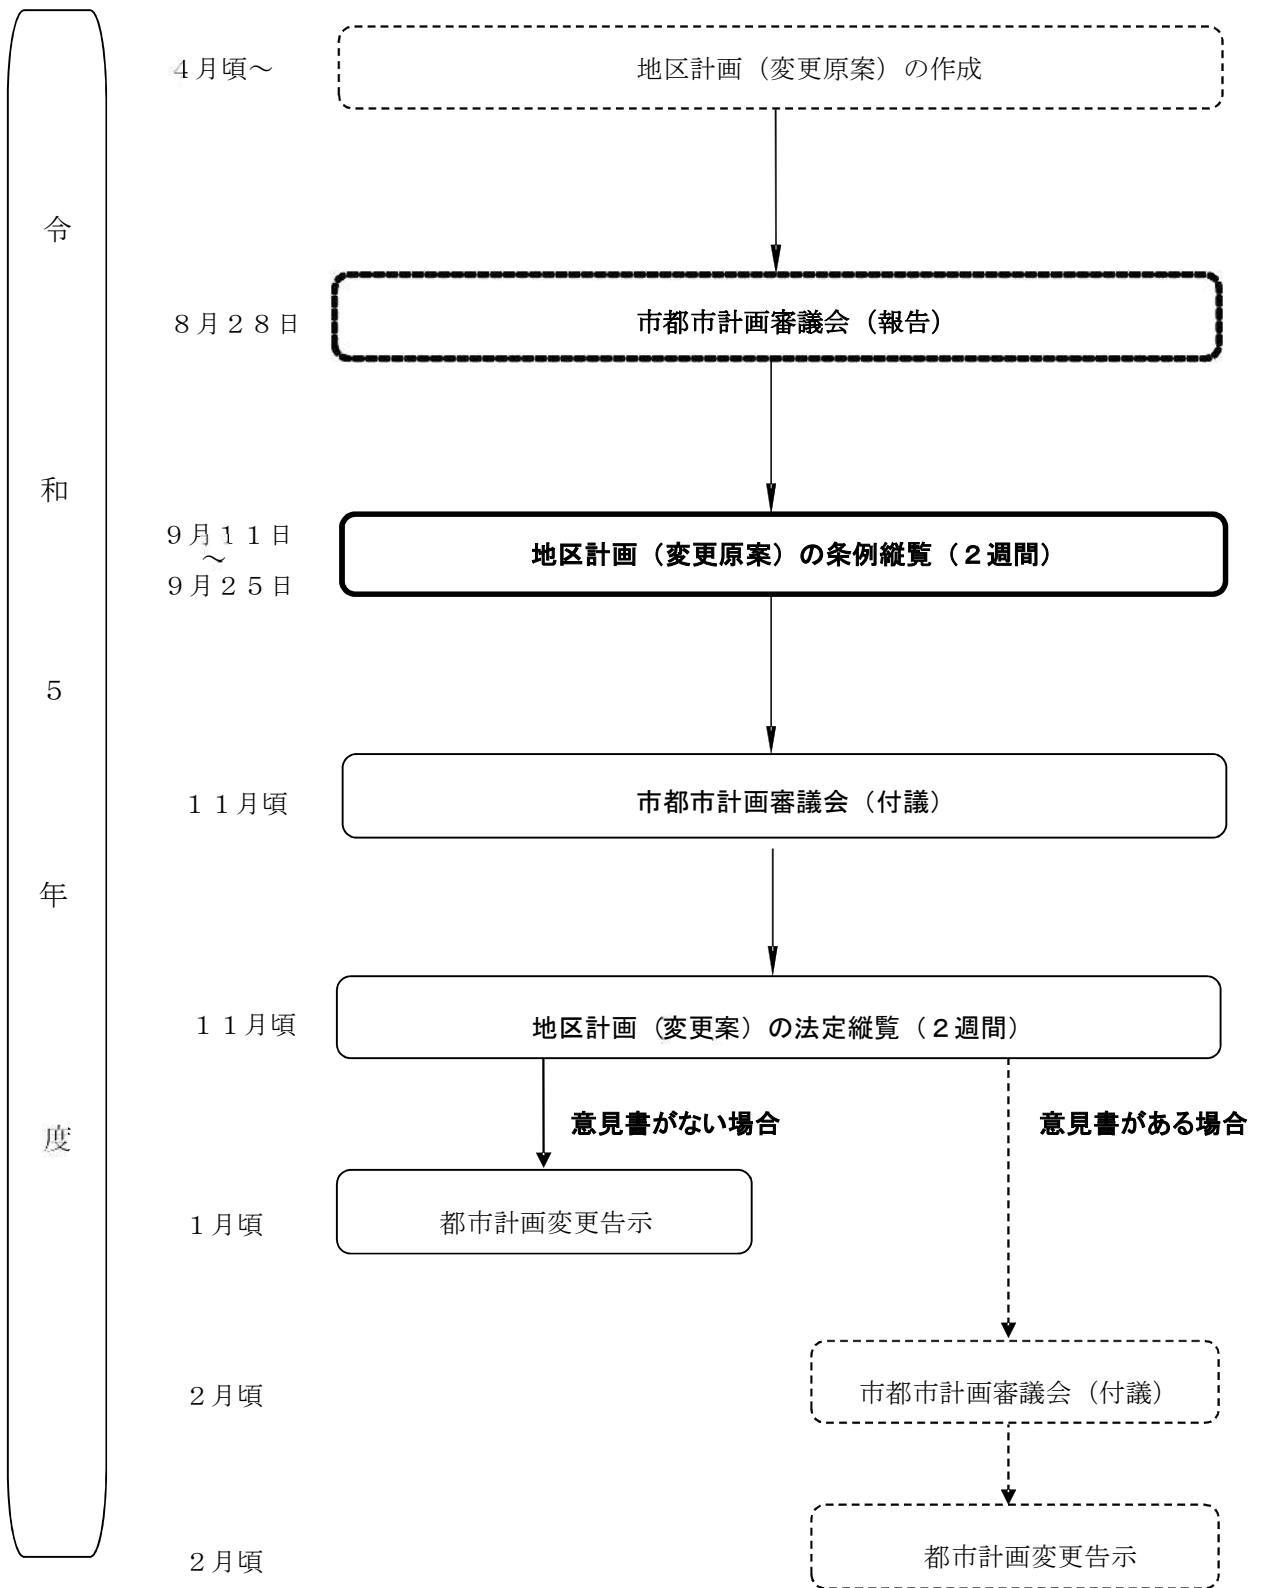 令和５年度
４月頃～
地区計画（変更原案）の作成
８月２８日
市都市計画審議会（報告）
９月１１日
～
９月２５日
地区計画（変更原案）の条例縦覧（２週間）
１１月頃
市都市計画審議会（付議）
１１月頃
地区計画（変更案）の法定縦覧（２週間）
意見書がない場合
意見書がある場合
１月頃
都市計画変更告示
２月頃
市都市計画審議会（付議）
２月頃
都市計画変更告示